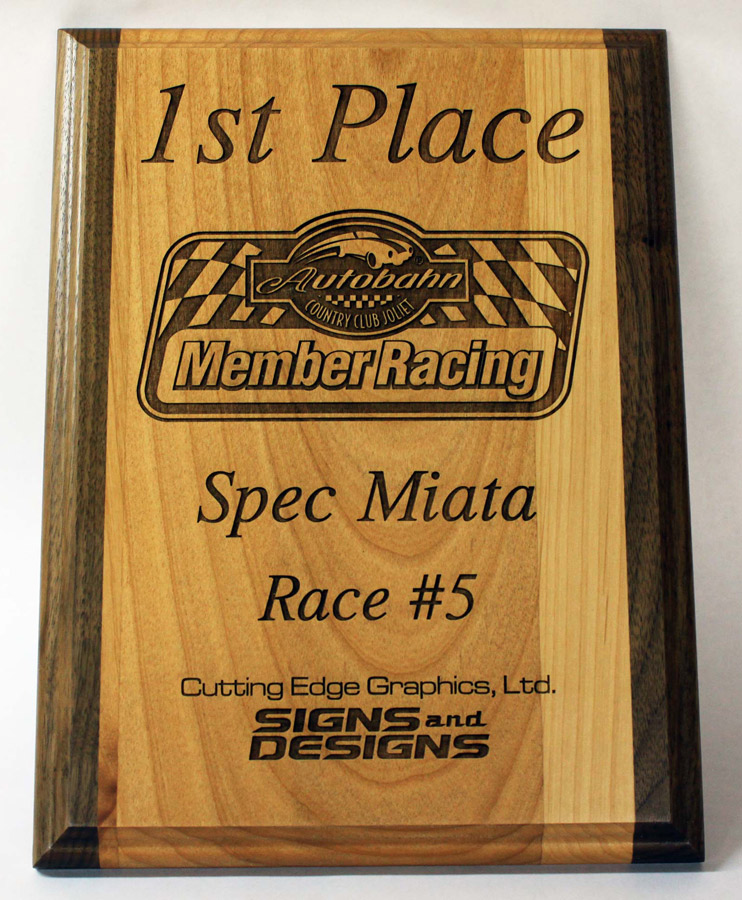 1st Place
Autobahn®
COUNTRY CLUB JOLIET
Member Racing
Spec Miata
Race #5
Cutting Edge Graphics, Ltd.
SIGNS and
DESIGNS